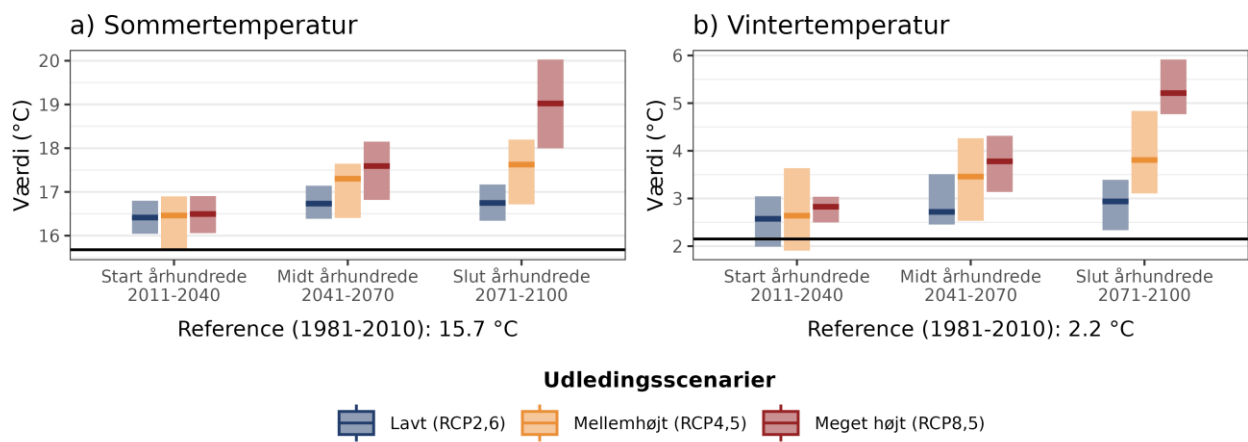 a) Sommertemperatur
b) Vintertemperatur
Værdi (°C)
20
19
18
17
16
Start århundrede
2011-2040
Midt århundrede
2041-2070
Slut århundrede
2071-2100
Reference (1981-2010): 15.7 °C
Værdi (°C)
6
5
4
3
2
Start århundrede
2011-2040
Midt århundrede
2041-2070
Slut århundrede
2071-2100
Reference (1981-2010): 2.2 °C
Udledingsscenarier
Lavt (RCP2,6)
Mellemhøjt (RCP4,5)
Meget højt (RCP8,5)